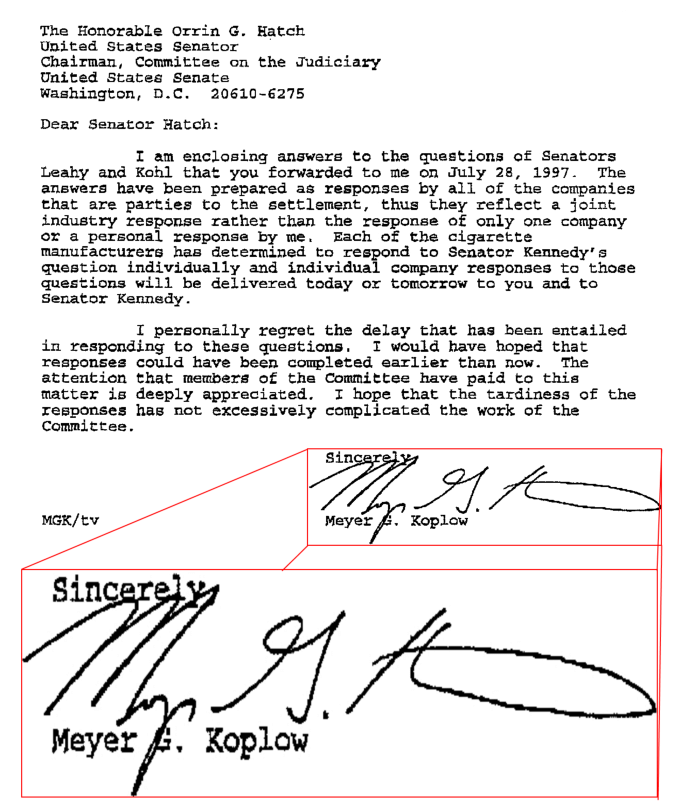 The Honorable Orrin G. Hatch
United States Senator
Chairman, Committee on the Judiciary
United States Senate
Washington, D.C. 20610-6275
Dear Senator Hatch:
I am enclosing answers to the questions of Senators
Leahy and Kohl that you forwarded to me on July 28, 1997. The
answers have been prepared as responses by all of the companies
that are parties to the settlement, thus they reflect a joint
industry response rather than the response of only one company
or a personal response by me. Each of the cigarette
manufacturers has determined to respond to Senator Kennedy's
question individually and individual company responses to those
questions will be delivered today or tomorrow to you and to
Senator Kennedy.
I personally regret the delay that has been entailed
in responding to these questions. I would have hoped that
responses could have been completed earlier than now. The
attention that members of the Committee have paid to this
matter is deeply appreciated. I hope that the tardiness of the
responses has not excessively complicated the work of the
Committee.
Sincerely
MGK/tv
Meyer G. Koplow
Sincerely
Meyer G. Koplow